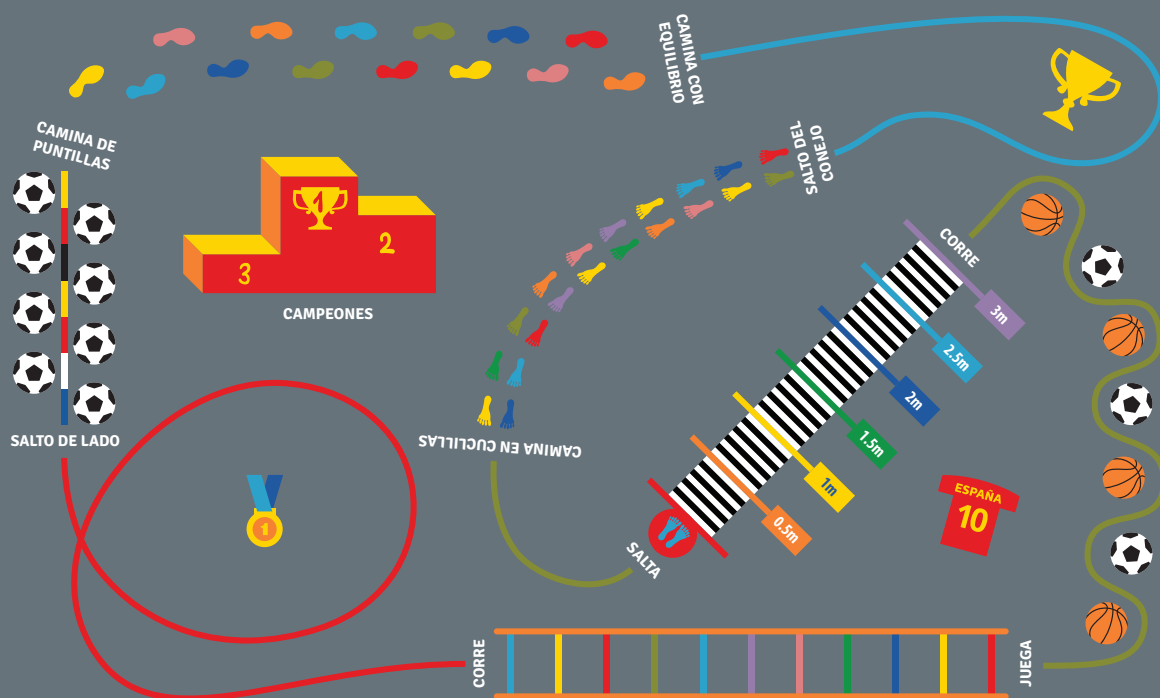 CAMINA CON
EQUILIBRIO
CAMINA DE
PUNTILLAS
SALTO DEL
CONEJO
1
2
3
CAMPEONES
CORRE
3m
2.5m
2m
1.5m
1m
0.5m
SALTA
SALTO DE LADO
CAMINA EN CUCLILLAS
1
ESPAÑA
10
CORRE
JUEGA